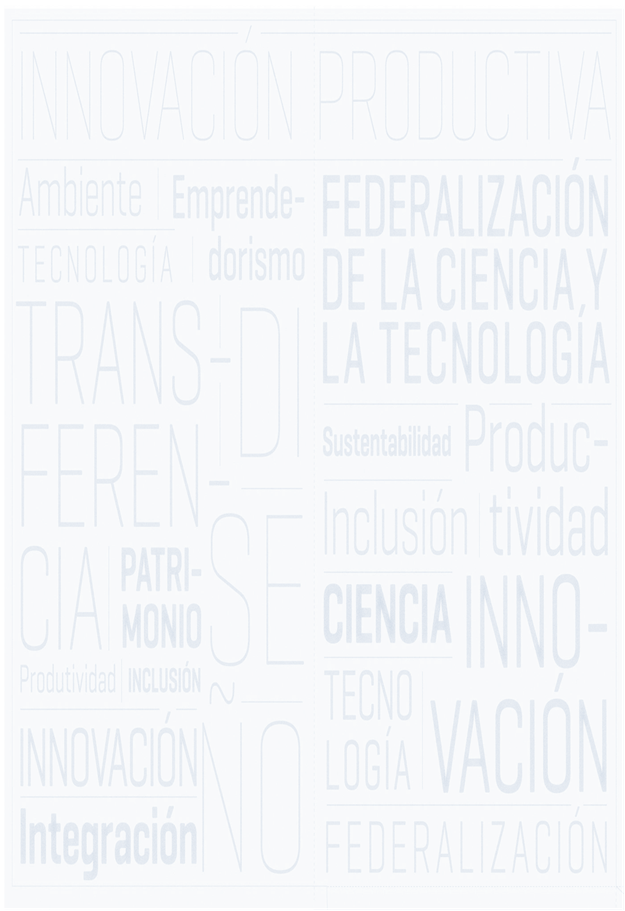 INNOVACIÓN PRODUCTIVA
Ambiente
Emprende-
dorismo
TECNOLOGÍA
TRANS-
FEREN-
CIA
DI
SE
ÑO
PATRI-
MONIO
Produtividad
INCLUSIÓN
INNOVACIÓN
Integración
FEDERALIZACIÓN
DE LA CIENCIA Y
LA TECNOLOGÍA
Sustentabilidad
Produc-
tividad
Inclusión
CIENCIA
INNO-
VACIÓN
TECNO
LOGÍA
FEDERALIZACIÓN